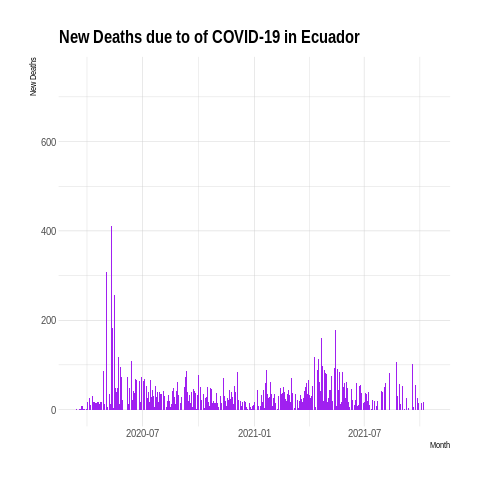 New Deaths due to of COVID-19 in Ecuador
New Deaths
600
400
200
0
2020-07
2021-01
2021-07
Month